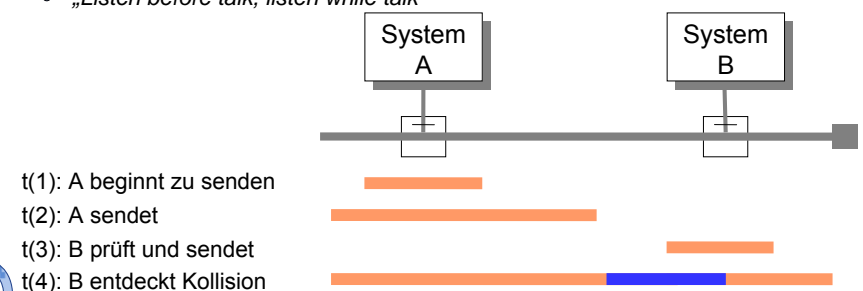 • „Listen before talk, listen while talk“
System
A
System
B
t(1): A beginnt zu senden
t(2): A sendet
t(3): B prüft und sendet
t(4): B entdeckt Kollision